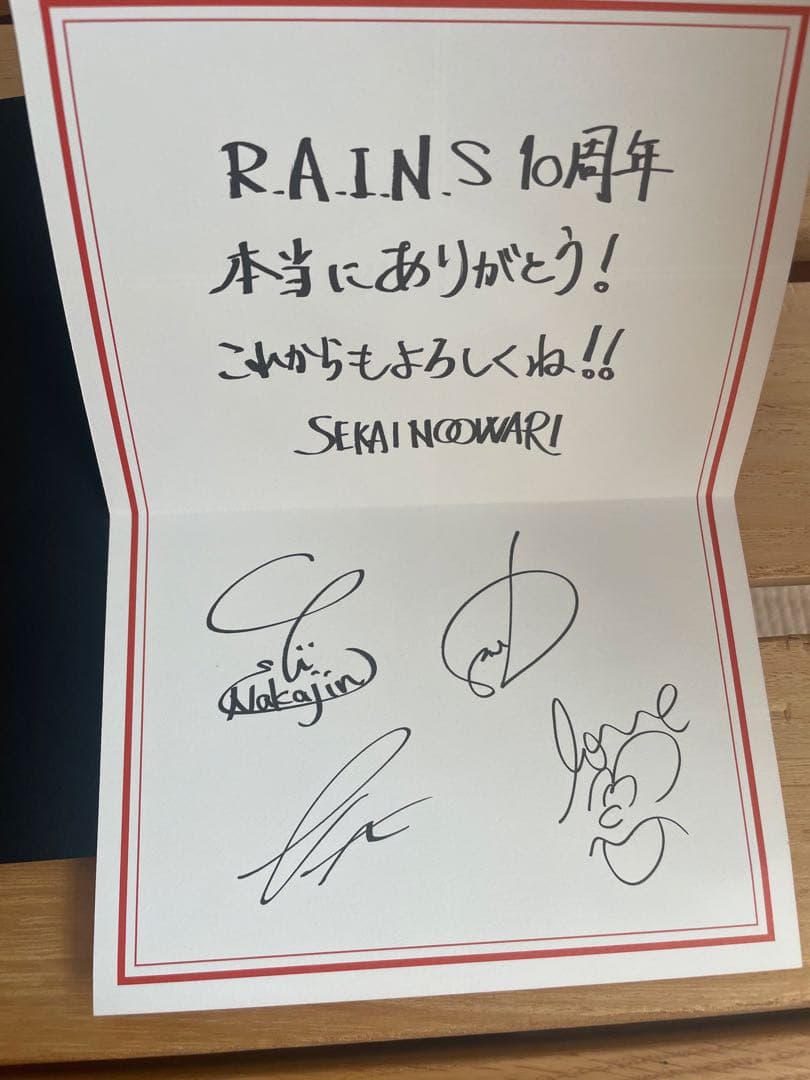 R.A.I.N.S 10周年
本当にありがとう!
これからもよろしくね!!
SEKAI NO OWARI
Nakajin
love